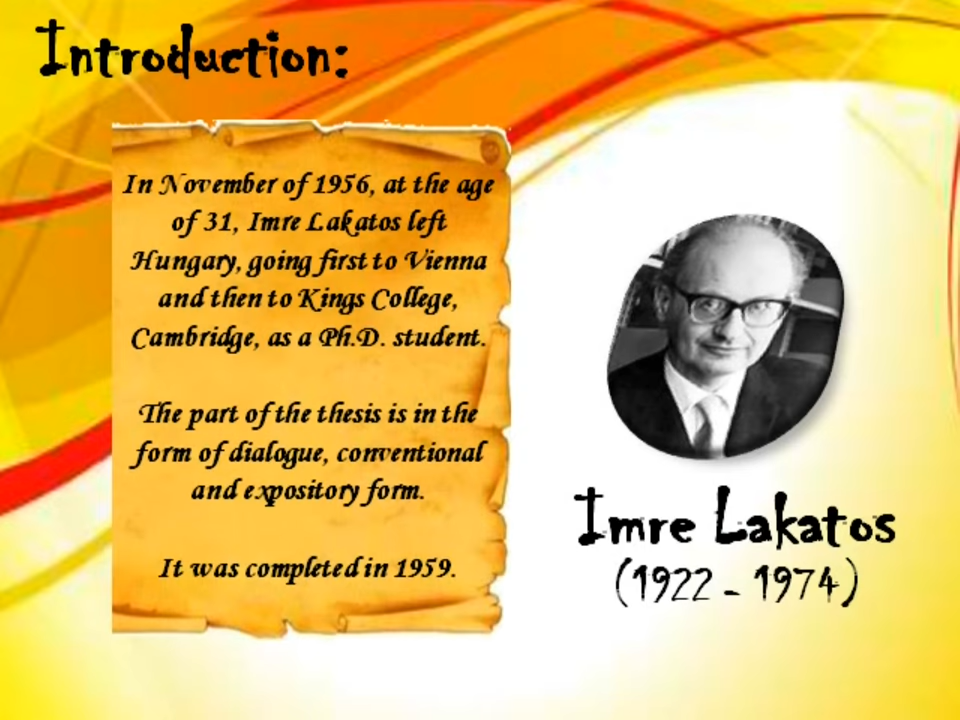 Introduction:
In November of 1956, at the age
of 31, Imre Lakatos left
Hungary, going first to Vienna
and then to Kings College,
Cambridge, as a Ph.D. student.
The part of the thesis is in the
form of dialogue, conventional
and expository form.
It was completed in 1959.
Imre Lakatos
(1922 - 1974)